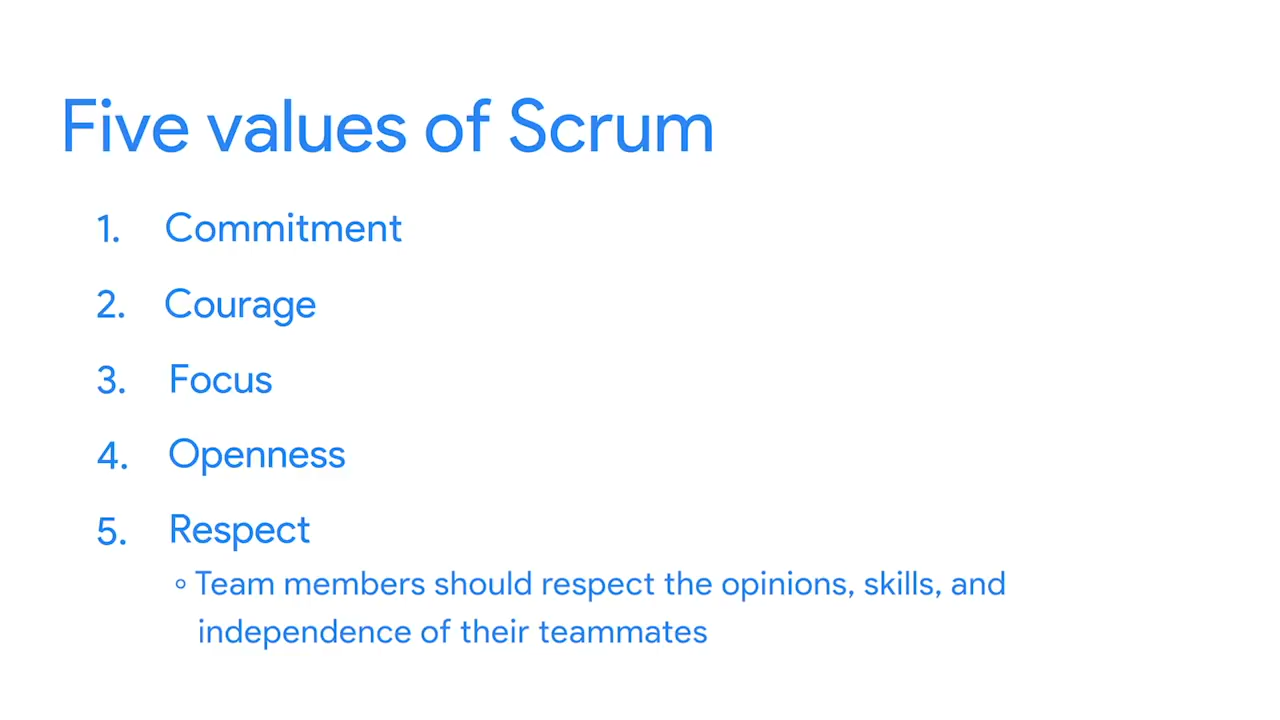 Five values of Scrum
1. Commitment
2. Courage
3. Focus
4. Openness
5. Respect
◦ Team members should respect the opinions, skills, and
independence of their teammates